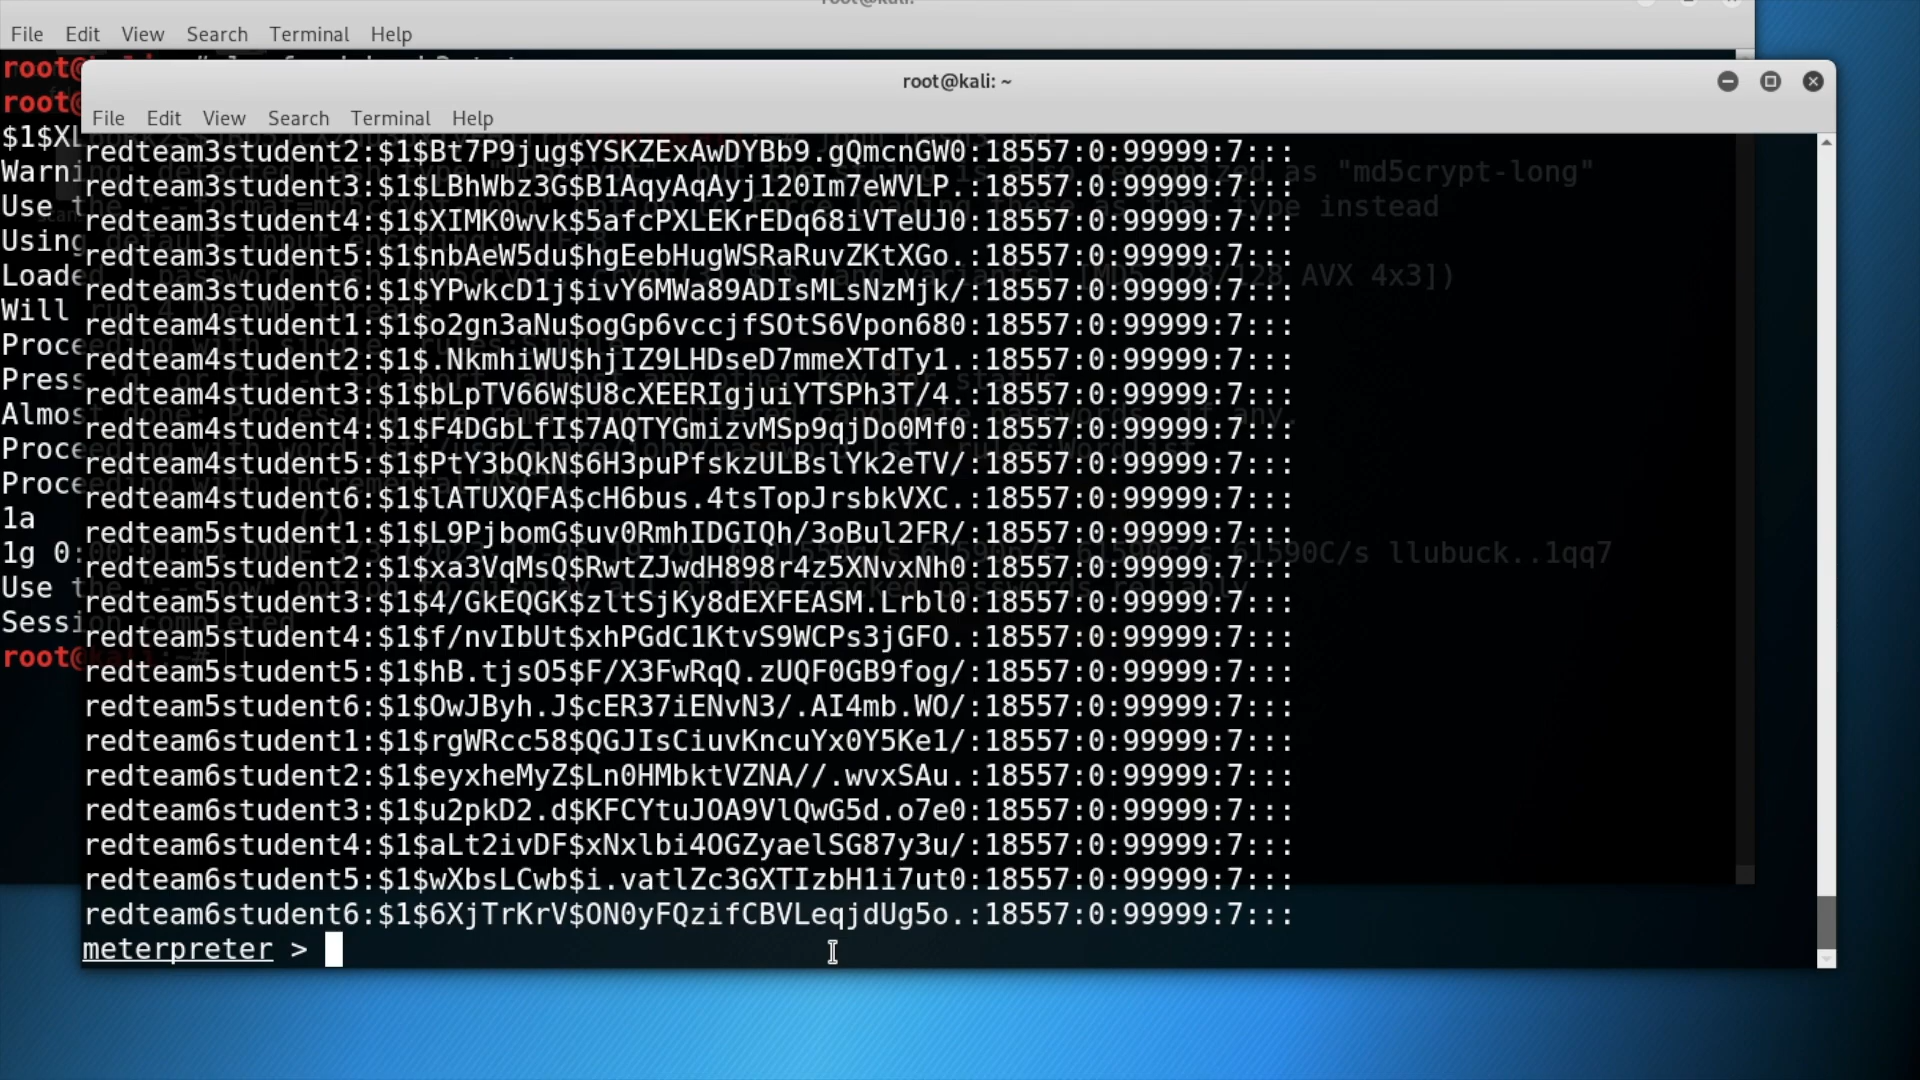 root@kali:
File Edit View Search Terminal Help
root@kali: ~
File Edit View Search Terminal Help
redteam3student2:$1$Bt7P9jug$YSKZExAwDYBb9.gQmcnGW0:18557:0:99999:7:::
redteam3student3:$1$LBhWbz3G$B1AqyAqAyj120Im7eWVLP.:18557:0:99999:7:::
redteam3student4:$1$XIMK0wvk$5afcPXLEKrEDq68iVTeUJ0:18557:0:99999:7:::
redteam3student5:$1$nbAeW5du$hgEebHugWSRaRuvZKtXGo.:18557:0:99999:7:::
redteam3student6:$1$YPwkcD1j$ivY6MWa89ADIsMLsNzMjk/:18557:0:99999:7:::
redteam4student1:$1$o2gn3aNu$ogGp6vccjfSOtS6Vpon680:18557:0:99999:7:::
redteam4student2:$1$.NkmhiWU$hjIZ9LHDseD7mmeXTdTy1.:18557:0:99999:7:::
redteam4student3:$1$bLpTV66W$U8cXEERIgjuiYTSPh3T/4.:18557:0:99999:7:::
redteam4student4:$1$F4DGbLfI$7AQTYGmizvMSp9qjDo0Mf0:18557:0:99999:7:::
redteam4student5:$1$PtY3bQkN$6H3puPfskzULBslYk2eTV/:18557:0:99999:7:::
redteam4student6:$1$lATUXQFA$cH6bus.4tsTopJrsbkVXC.:18557:0:99999:7:::
redteam5student1:$1$L9PjbomG$uv0RmhIDGIQh/3oBul2FR/:18557:0:99999:7:::
redteam5student2:$1$xa3VqMsQ$RwtZJwdH898r4z5XNvxNh0:18557:0:99999:7:::
redteam5student3:$1$4/GkEQGK$zltSjKy8dEXFEASM.Lrbl0:18557:0:99999:7:::
redteam5student4:$1$f/nvIbUt$xhPGdC1KtvS9WCPs3jGFO.:18557:0:99999:7:::
redteam5student5:$1$hB.tjsO5$F/X3FwRqQ.zUQF0GB9fog/:18557:0:99999:7:::
redteam5student6:$1$OwJByh.J$cER37iENvN3/.AI4mb.WO/:18557:0:99999:7:::
redteam6student1:$1$rgWRcc58$QGJIsCiuvKncuYx0Y5Ke1/:18557:0:99999:7:::
redteam6student2:$1$eyxheMyZ$Ln0HMbktVZNA//.wvxSAu.:18557:0:99999:7:::
redteam6student3:$1$u2pkD2.d$KFCYtuJOA9VlQwG5d.o7e0:18557:0:99999:7:::
redteam6student4:$1$aLt2ivDF$xNxlbi4OGZyaelSG87y3u/:18557:0:99999:7:::
redteam6student5:$1$wXbsLCwb$i.vatlZc3GXTIzbH1i7ut0:18557:0:99999:7:::
redteam6student6:$1$6XjTrKrV$ON0yFQzifCBVLeqjdUg5o.:18557:0:99999:7:::
meterpreter >